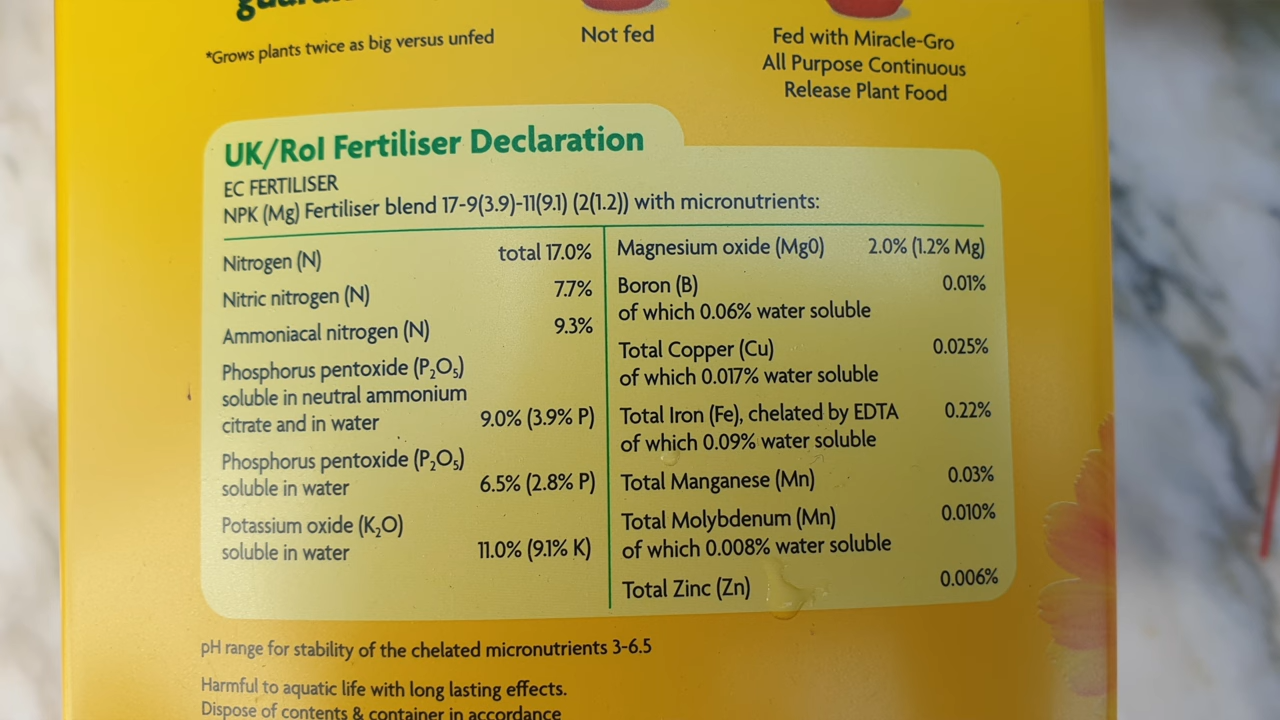 *Grows plants twice as big versus unfed
Not fed
Fed with Miracle-Gro
All Purpose Continuous
Release Plant Food
UK/RoI Fertiliser Declaration
EC FERTILISER
NPK (Mg) Fertiliser blend 17-9(3.9)-11(9.1) (2(1.2)) with micronutrients:
Nitrogen (N) total 17.0%
Nitric nitrogen (N) 7.7%
Ammoniacal nitrogen (N) 9.3%
Phosphorus pentoxide (P₂O₅)
soluble in neutral ammonium
citrate and in water 9.0% (3.9% P)
Phosphorus pentoxide (P₂O₅)
soluble in water 6.5% (2.8% P)
Potassium oxide (K₂O)
soluble in water 11.0% (9.1% K)
Magnesium oxide (MgO) 2.0% (1.2% Mg)
Boron (B) 0.01%
of which 0.06% water soluble
Total Copper (Cu) 0.025%
of which 0.017% water soluble
Total Iron (Fe), chelated by EDTA 0.22%
of which 0.09% water soluble
Total Manganese (Mn) 0.03%
Total Molybdenum (Mn) 0.010%
of which 0.008% water soluble
Total Zinc (Zn) 0.006%
pH range for stability of the chelated micronutrients 3-6.5
Harmful to aquatic life with long lasting effects.
Dispose of contents & container in accordance